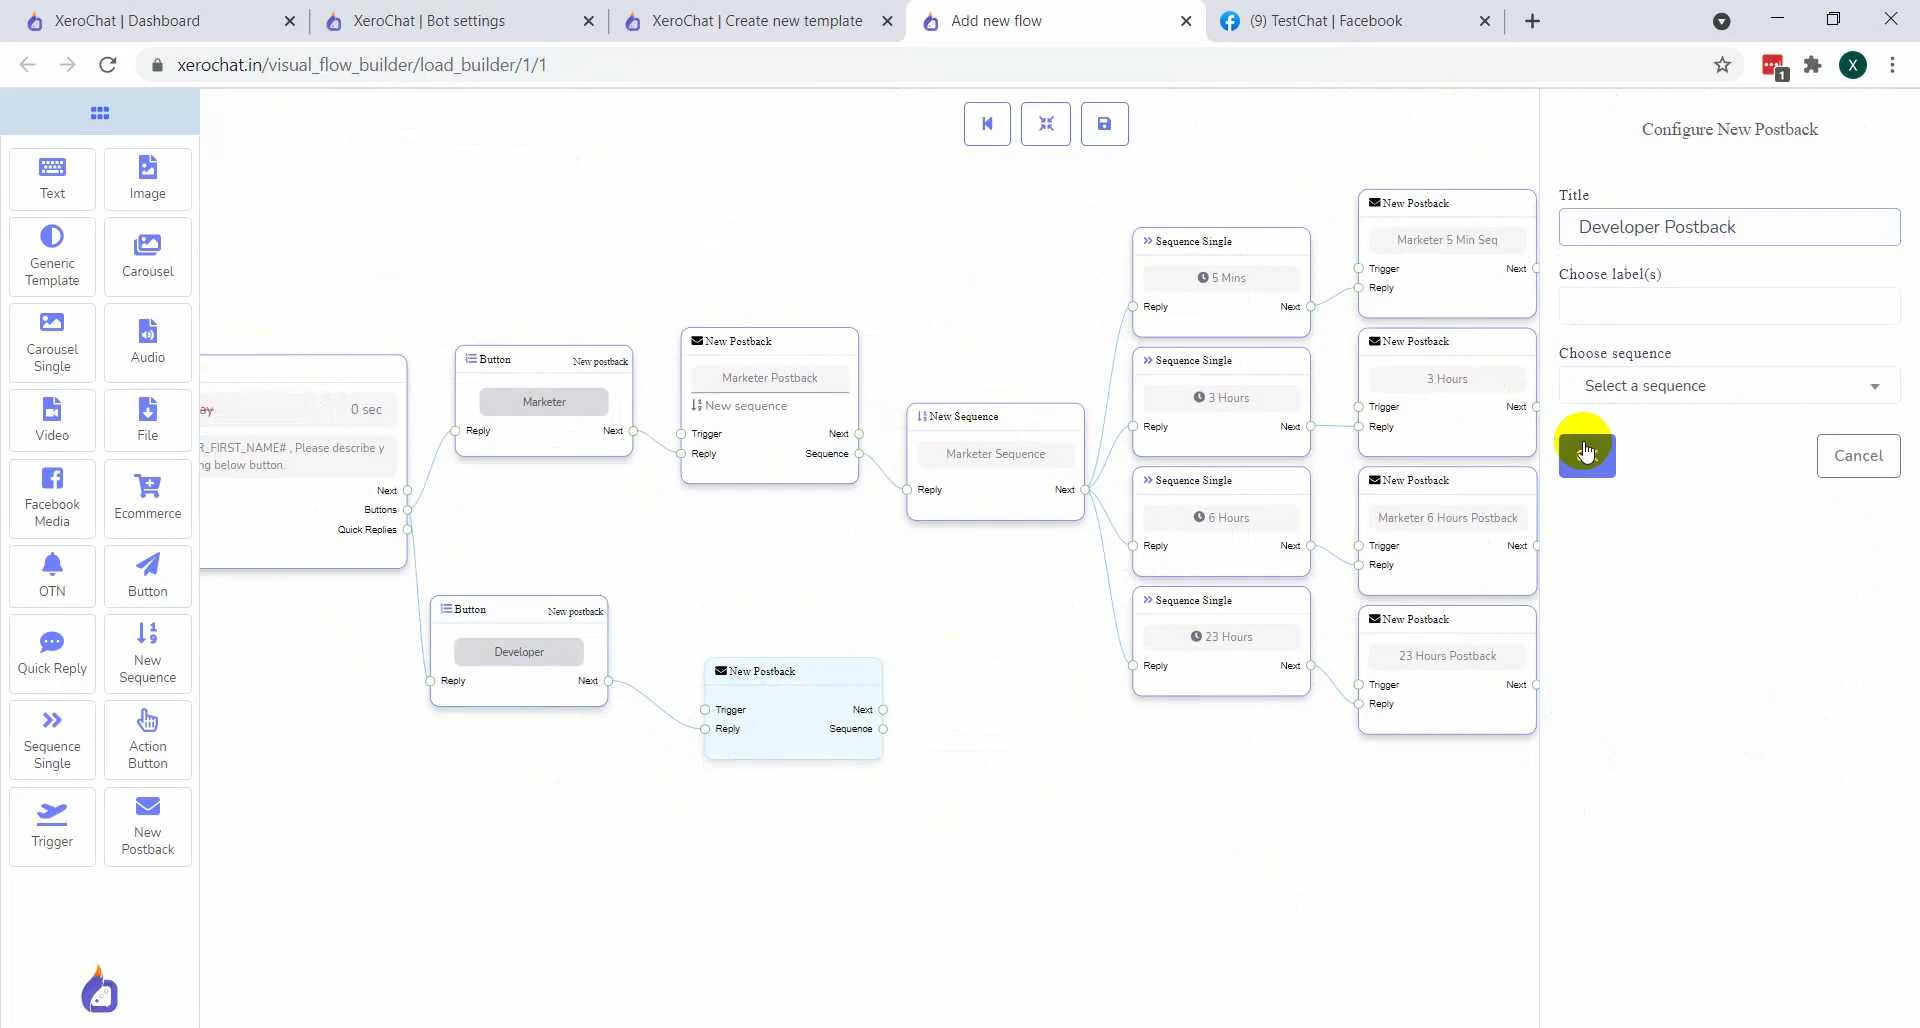 XeroChat | Dashboard
XeroChat | Bot settings
XeroChat | Create new template
Add new flow
(9) TestChat | Facebook
xerochat.in/visual_flow_builder/load_builder/1/1
1
X
Text
Image
Generic
Template
Carousel
Carousel
Single
Audio
Video
File
Facebook
Media
Ecommerce
OTN
Button
Quick Reply
New
Sequence
Sequence
Single
Action
Button
Trigger
New
Postback
ay
0 sec
R_FIRST_NAME# , Please describe y
ng below button.
Next
Buttons
Quick Replies
Button
New postback
Marketer
Reply
Next
Button
New postback
Developer
Reply
Next
New Postback
Marketer Postback
New sequence
Trigger
Next
Reply
Sequence
New Postback
Trigger
Next
Reply
Sequence
New Sequence
Marketer Sequence
Reply
Next
Sequence Single
5 Mins
Reply
Next
Sequence Single
3 Hours
Reply
Next
Sequence Single
6 Hours
Reply
Next
Sequence Single
23 Hours
Reply
Next
New Postback
Marketer 5 Min Seq
Trigger
Next
Reply
New Postback
3 Hours
Trigger
Next
Reply
New Postback
Marketer 6 Hours Postback
Trigger
Next
Reply
New Postback
23 Hours Postback
Trigger
Next
Reply
Configure New Postback
Title
Developer Postback
Choose label(s)
Choose sequence
Select a sequence
Cancel